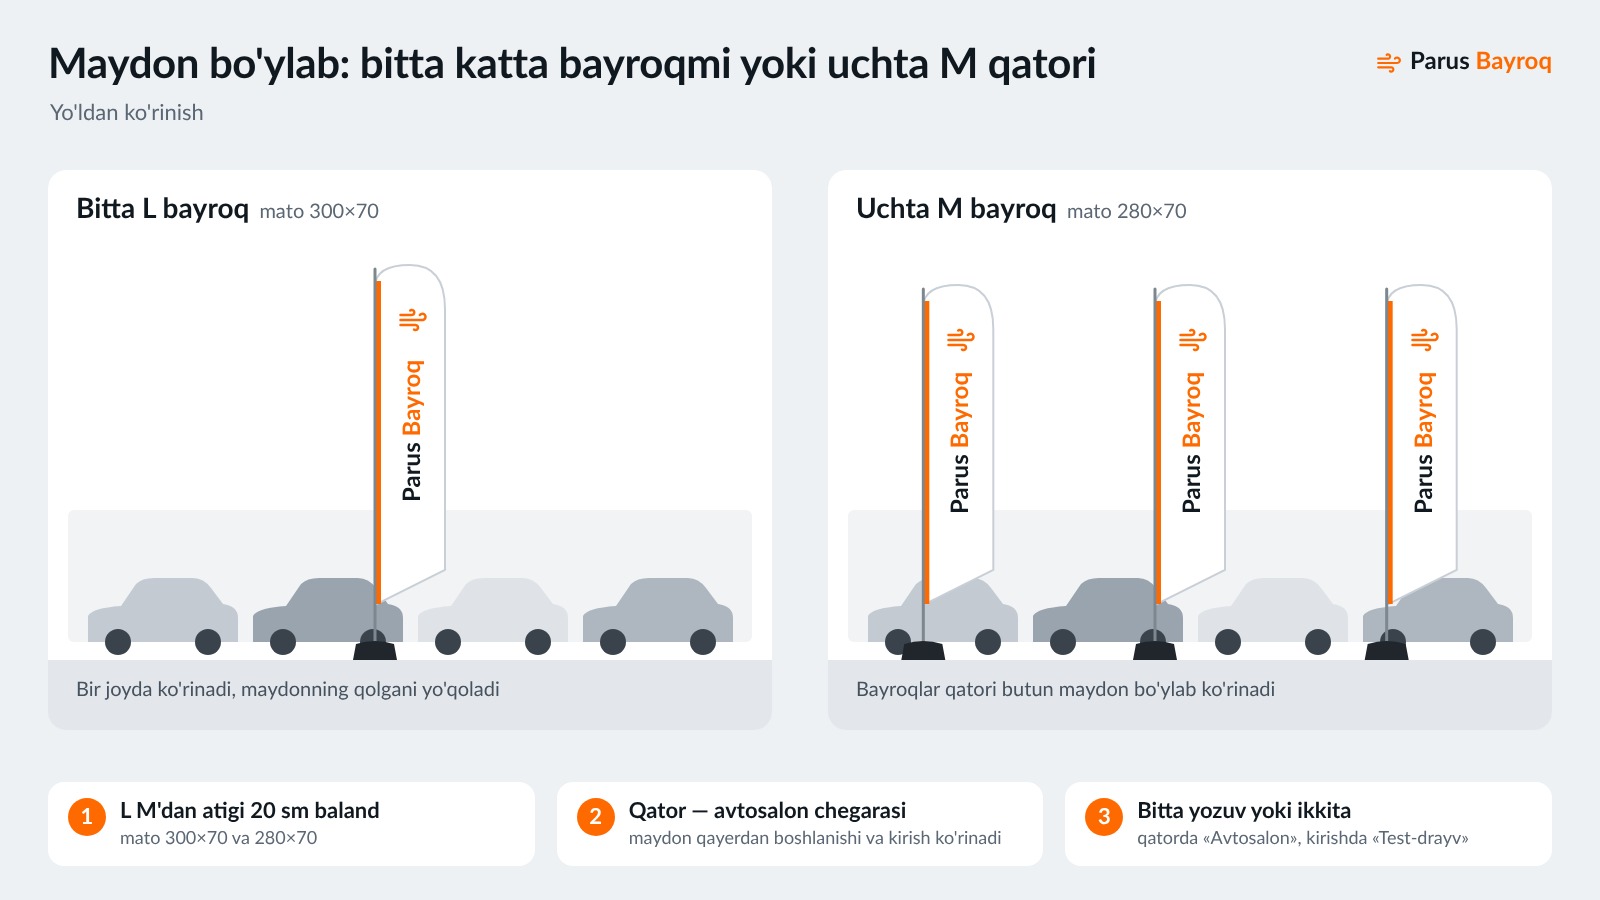 Maydon bo'ylab: bitta katta bayroqmi yoki uchta M qatori
Parus Bayroq
Yo'ldan ko'rinish
Bitta L bayroq mato 300×70
Parus Bayroq
Bir joyda ko'rinadi, maydonning qolgani yo'qoladi
Uchta M bayroq mato 280×70
Parus Bayroq
Parus Bayroq
Parus Bayroq
Bayroqlar qatori butun maydon bo'ylab ko'rinadi
1 L M'dan atigi 20 sm baland
mato 300×70 va 280×70
2 Qator — avtosalon chegarasi
maydon qayerdan boshlanishi va kirish ko'rinadi
3 Bitta yozuv yoki ikkita
qatorda «Avtosalon», kirishda «Test-drayv»